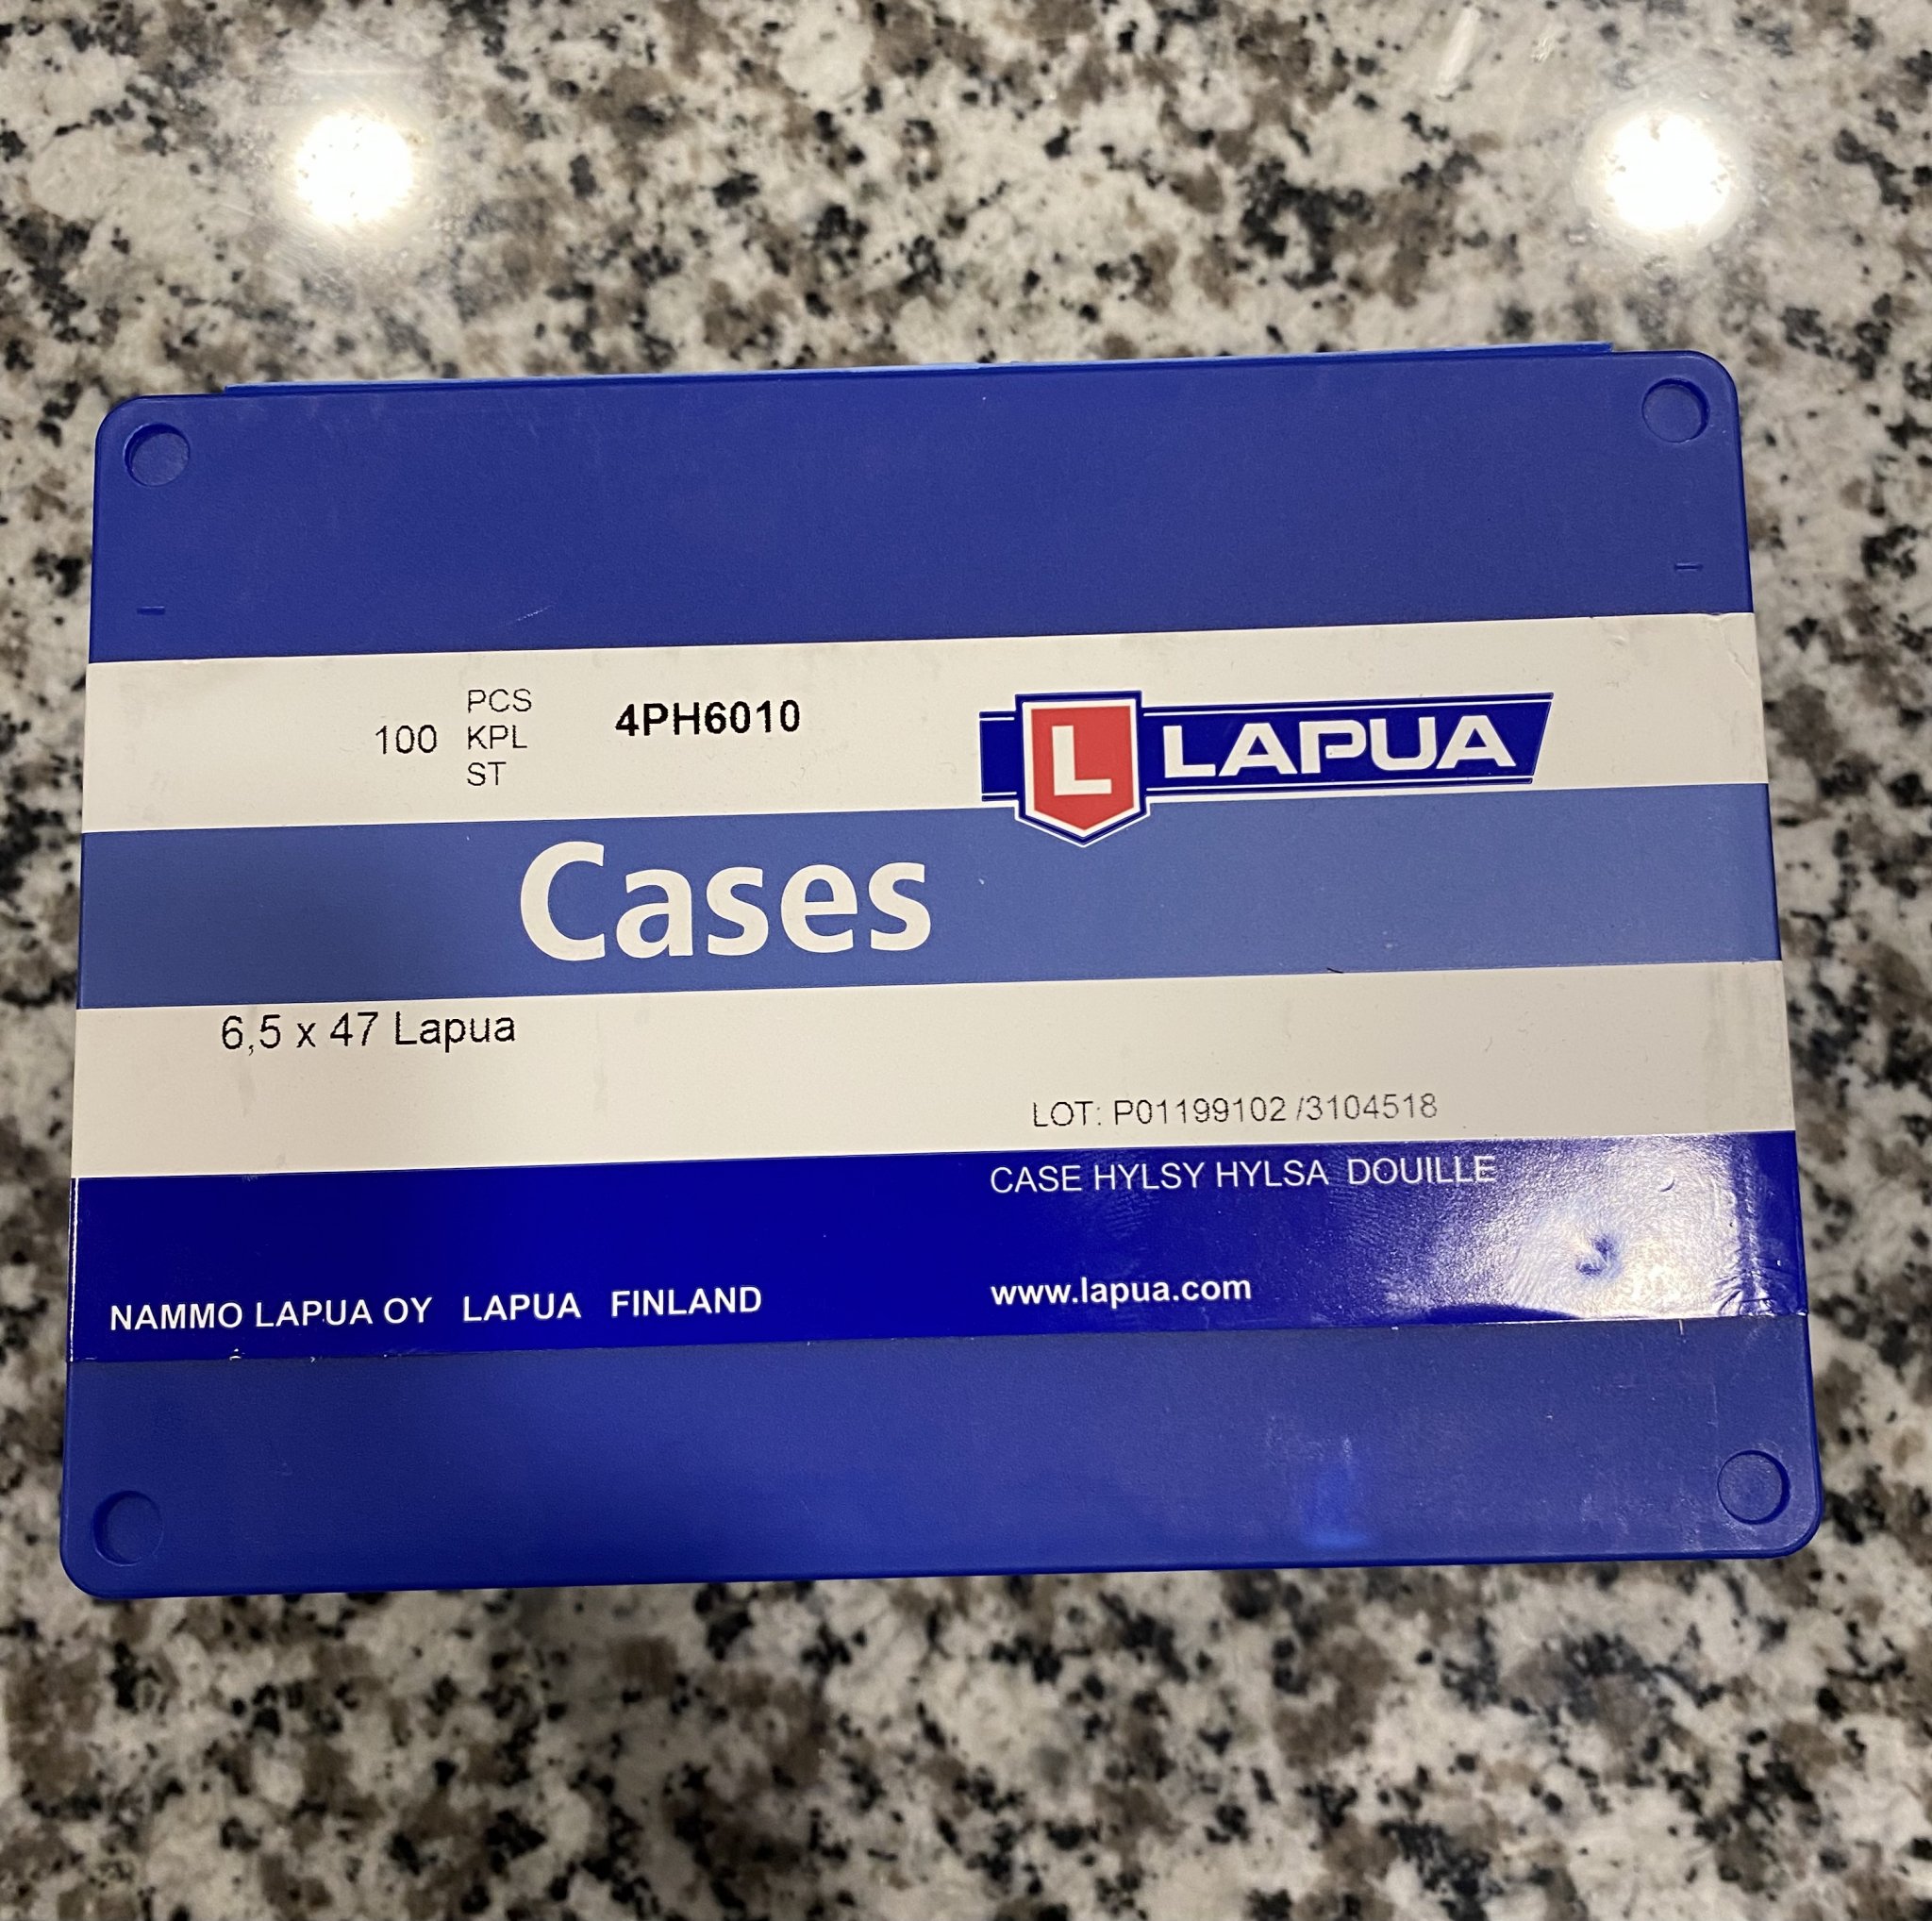 PCS
100 KPL
ST
4PH6010
L LAPUA
Cases
6,5 x 47 Lapua
LOT: P01199102 /3104518
CASE HYLSY HYLSA DOUILLE
NAMMO LAPUA OY LAPUA FINLAND
www.lapua.com